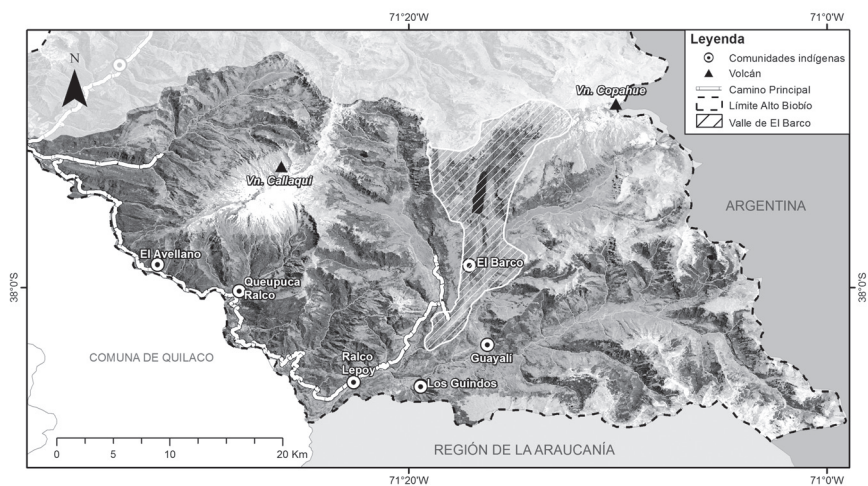 71°20'W
71°0'W
Leyenda
Comunidades indígenas
Volcán
Camino Principal
Límite Alto Biobío
Valle de El Barco
N
Vn. Copahue
Vn. Callaqui
ARGENTINA
El Avellano
El Barco
Queupuca
Ralco
38°0'S
38°0'S
COMUNA DE QUILACO
Guayalí
Ralco
Lepoy
Los Guindos
0 5 10 20 Km
REGIÓN DE LA ARAUCANÍA
71°20'W
71°0'W